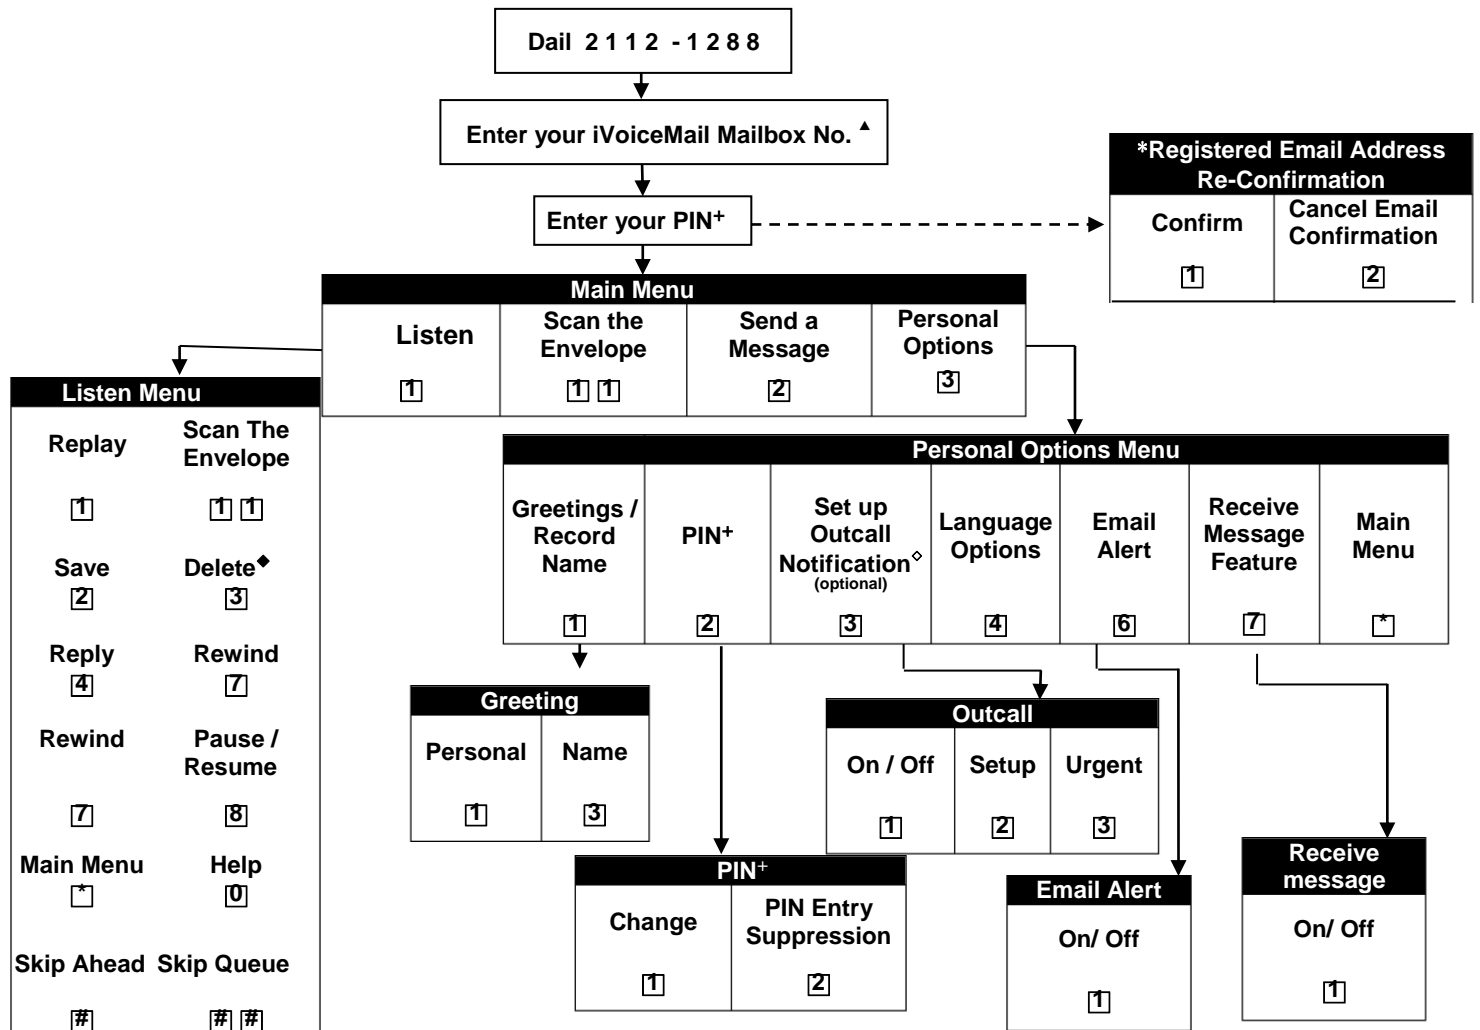 Dail 2 1 1 2 - 1 2 8 8
Enter your iVoiceMail Mailbox No. ▲
Enter your PIN+
*Registered Email Address
Re-Confirmation
Confirm
1
Cancel Email
Confirmation
2
Main Menu
Listen
1
Scan the
Envelope
1 1
Send a
Message
2
Personal
Options
3
Listen Menu
Replay
1
Scan The
Envelope
1 1
Save
2
Delete◆
3
Reply
4
Rewind
7
Rewind
7
Pause /
Resume
8
Main Menu
*
Help
0
Skip Ahead
#
Skip Queue
# #
Personal Options Menu
Greetings /
Record
Name
1
PIN+
2
Set up
Outcall
Notification◇
(optional)
3
Language
Options
4
Email
Alert
6
Receive
Message
Feature
7
Main
Menu
*
Greeting
Personal
1
Name
3
Outcall
On / Off
1
Setup
2
Urgent
3
PIN+
Change
1
PIN Entry
Suppression
2
Email Alert
On/ Off
1
Receive
message
On/ Off
1